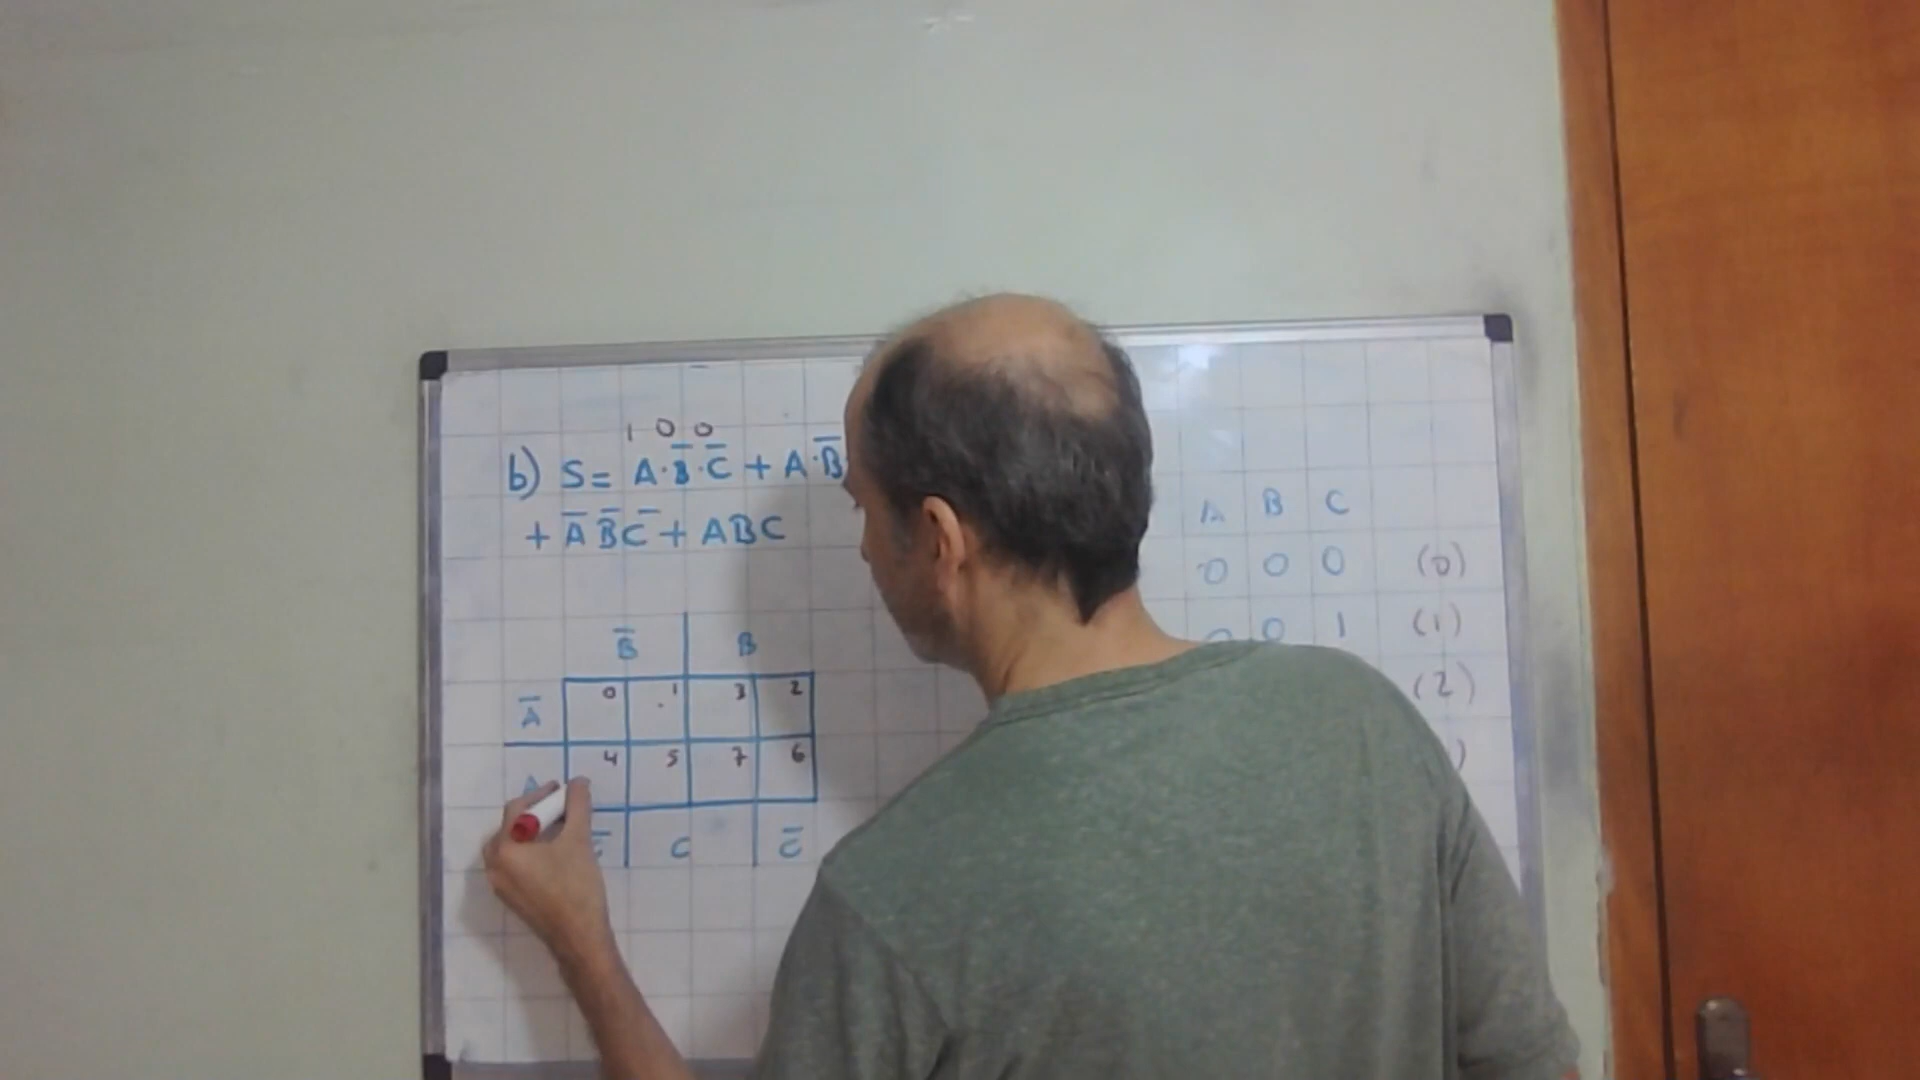 1 0 0
b) S = A·B̅·C̅ + A·B̅
+ A̅ B̅ C̅ + ABC
B̅ B
A̅ 0 1 3 2
A 4 5 7 6
C̅ C C̅
A B C
0 0 0 (0)
0 0 1 (1)
(2)